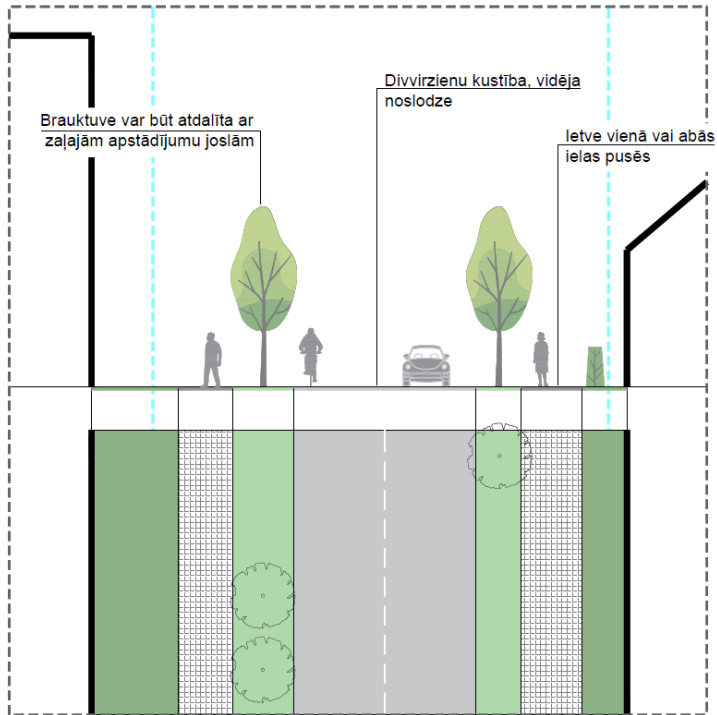 Divvirzienu kustība, vidēja
noslodze
Brauktuve var būt atdalīta ar
zaļajām apstādījumu joslām
Ietve vienā vai abās
ielas pusēs